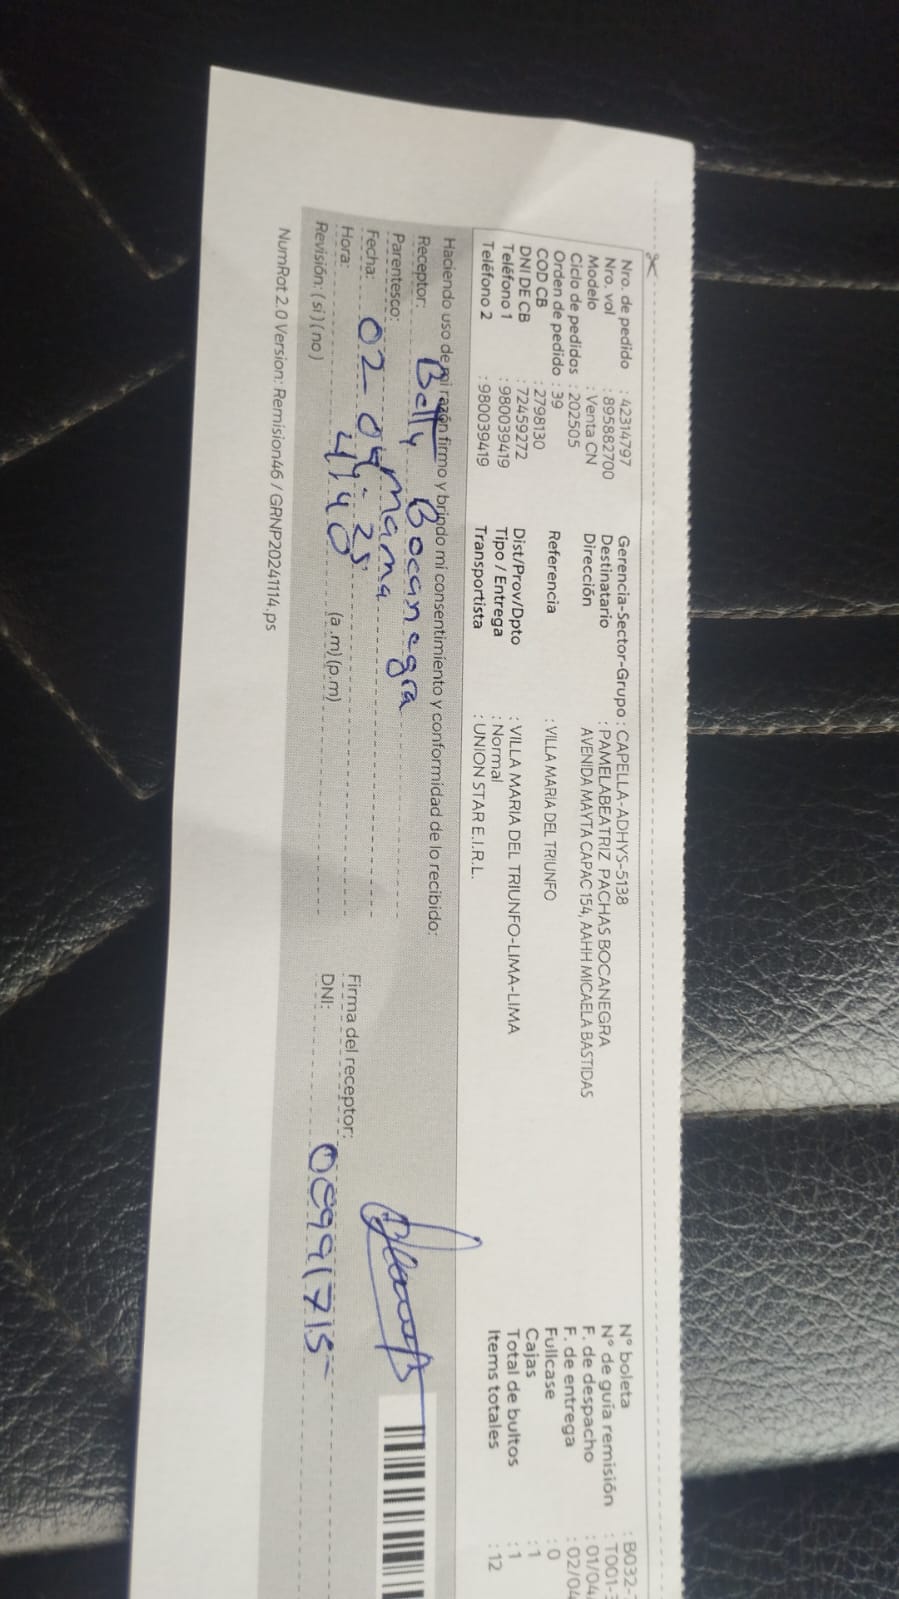 Nro. de pedido : 42314797
Nro. vol : 895882700
Modelo : Venta CN
Ciclo de pedidos : 202505
Orden de pedido : 39
COD CB : 2798130
DNI DE CB : 72459272
Teléfono 1 : 980039419
Teléfono 2 : 980039419
Gerencia-Sector-Grupo : CAPELLA-ADHYS-5138
Destinatario : PAMELABEATRIZ PACHAS BOCANEGRA
Dirección AVENIDA MAYTA CAPAC 154, AAHH MICAELA BASTIDAS
Referencia : VILLA MARIA DEL TRIUNFO
Dist/Prov/Dpto : VILLA MARIA DEL TRIUNFO-LIMA-LIMA
Tipo / Entrega : Normal
Transportista : UNION STAR E.I.R.L.
N° boleta : B032-
N° de guía remisión : T001-
F. de despacho : 01/04
F. de entrega : 02/04
Fullcase : 0
Cajas : 1
Total de bultos : 1
Items totales : 12
Haciendo uso de mi razón firmo y brindo mi consentimiento y conformidad de lo recibido:
Receptor: Betty Bocanegra
Parentesco: Mama
Fecha: 02-04-25
Hora: 4:40 (a.m) (p.m)
Revisión: (si) (no)
Firma del receptor:
DNI:
NumRot 2.0 Version: Remision46 / GRNP20241114.ps